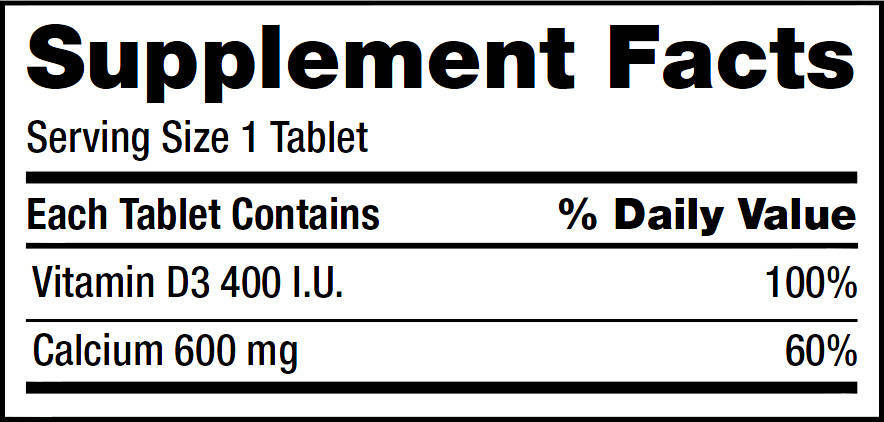 Supplement Facts
Serving Size 1 Tablet
Each Tablet Contains % Daily Value
Vitamin D3 400 I.U. 100%
Calcium 600 mg 60%